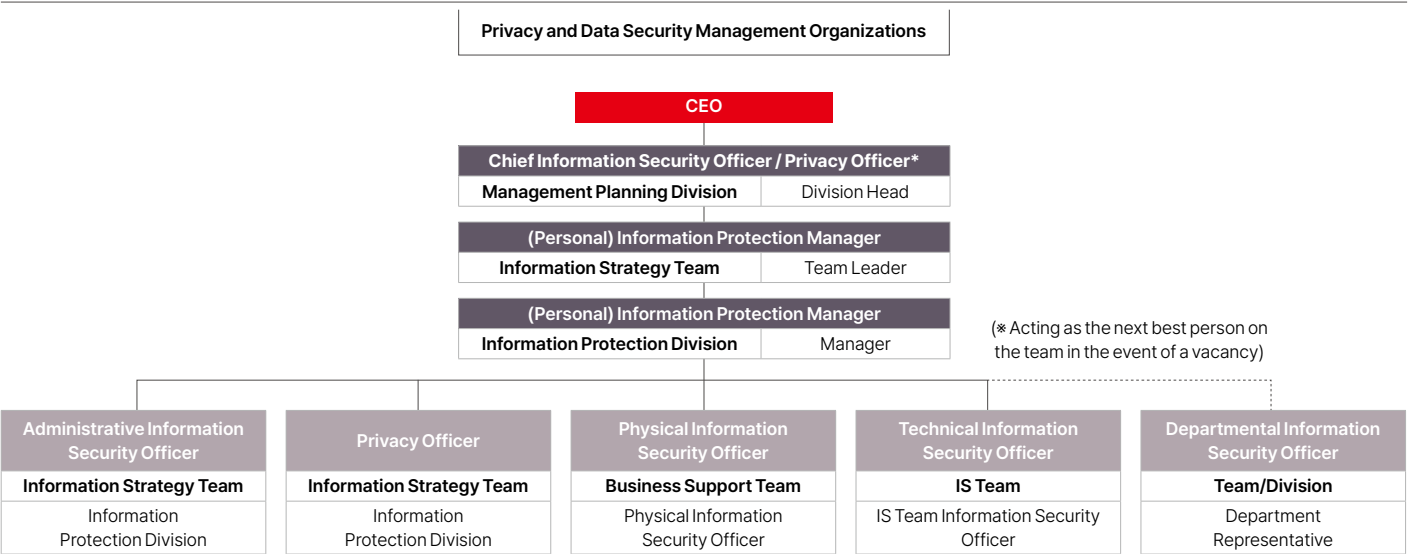 Privacy and Data Security Management Organizations
CEO
Chief Information Security Officer / Privacy Officer*
Management Planning Division
Division Head
(Personal) Information Protection Manager
Information Strategy Team
Team Leader
(Personal) Information Protection Manager
Information Protection Division
Manager
(※ Acting as the next best person on
the team in the event of a vacancy)
Administrative Information
Security Officer
Information Strategy Team
Information
Protection Division
Privacy Officer
Information Strategy Team
Information
Protection Division
Physical Information
Security Officer
Business Support Team
Physical Information
Security Officer
Technical Information
Security Officer
IS Team
IS Team Information Security
Officer
Departmental Information
Security Officer
Team/Division
Department
Representative